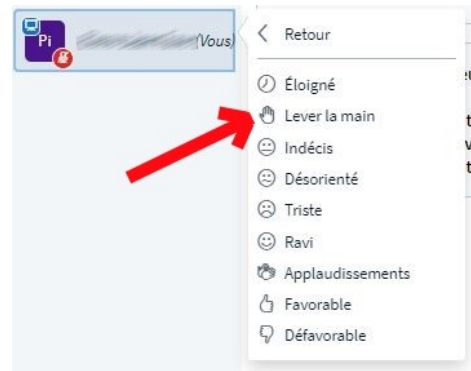 Pi (Vous)
Retour
Éloigné
Lever la main
Indécis
Désorienté
Triste
Ravi
Applaudissements
Favorable
Défavorable